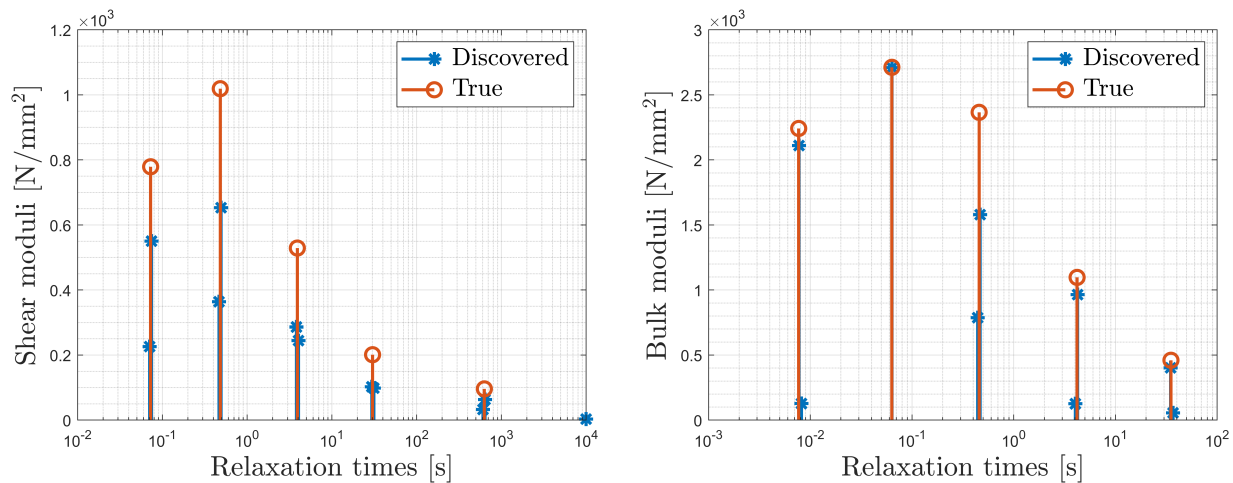 ×10³
1.2
1
0.8
0.6
0.4
0.2
0
Shear moduli [N/mm²]
10⁻² 10⁻¹ 10⁰ 10¹ 10² 10³ 10⁴
Relaxation times [s]
Discovered
True
×10³
3
2.5
2
1.5
1
0.5
0
Bulk moduli [N/mm²]
10⁻³ 10⁻² 10⁻¹ 10⁰ 10¹ 10²
Relaxation times [s]
Discovered
True